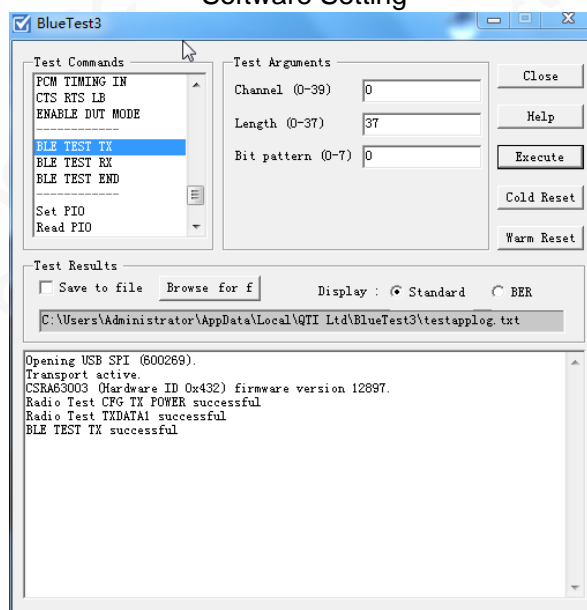 Software Setting
BlueTest3
Test Commands
PCM TIMING IN
CTS RTS LB
ENABLE DUT MODE
------------
BLE TEST TX
BLE TEST RX
BLE TEST END
------------
Set PIO
Read PIO
Test Arguments
Channel (0-39) 0
Length (0-37) 37
Bit pattern (0-7) 0
Close
Help
Execute
Cold Reset
Warm Reset
Test Results
Save to file Browse for f Display : Standard BER
C:\Users\Administrator\AppData\Local\QTI Ltd\BlueTest3\testapplog.txt
Opening USB SPI (600269).
Transport active.
CSRA63003 (Hardware ID 0x432) firmware version 12897.
Radio Test CFG TX POWER successful
Radio Test TXDATA1 successful
BLE TEST TX successful